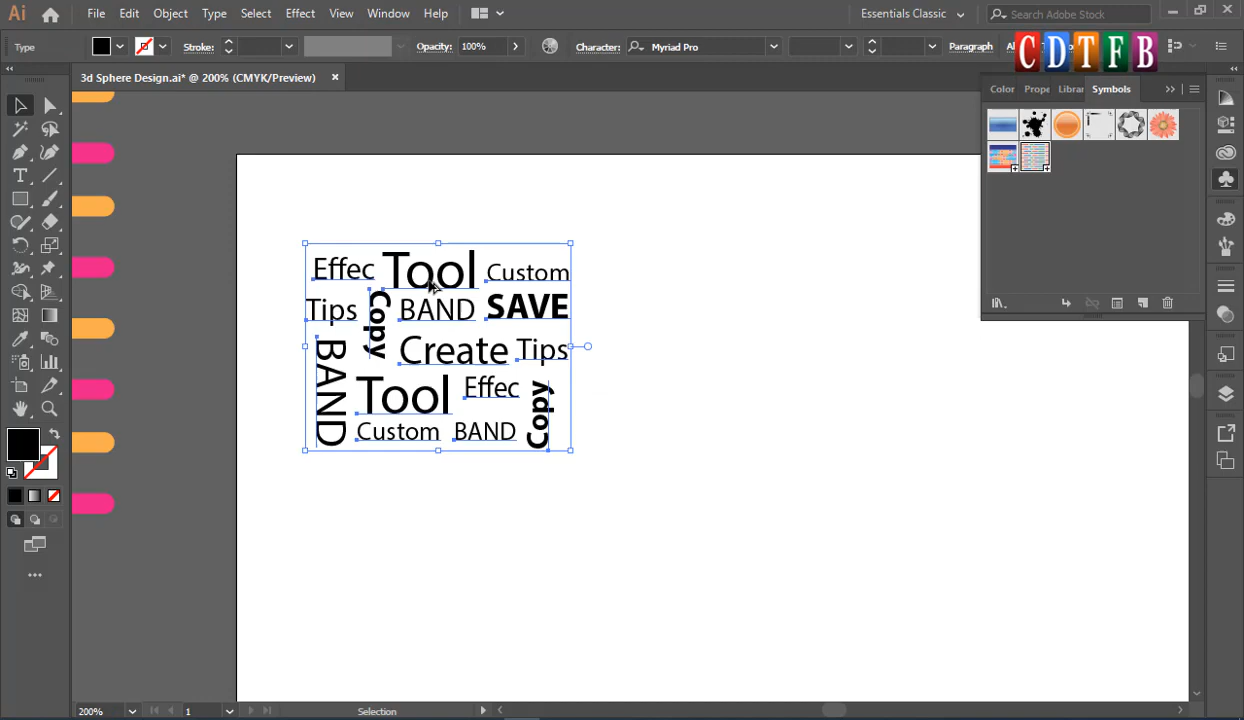 Ai File Edit Object Type Select Effect View Window Help Essentials Classic Search Adobe Stock
Type Stroke: Opacity: 100% Character: Myriad Pro Paragraph
C D T F B
3d Sphere Design.ai* @ 200% (CMYK/Preview)
Color Prope Librar Symbols
Effec Tool Custom
Tips Copy BAND SAVE
BAND Create Tips
Tool Effec Copy
Custom BAND
200% 1 Selection